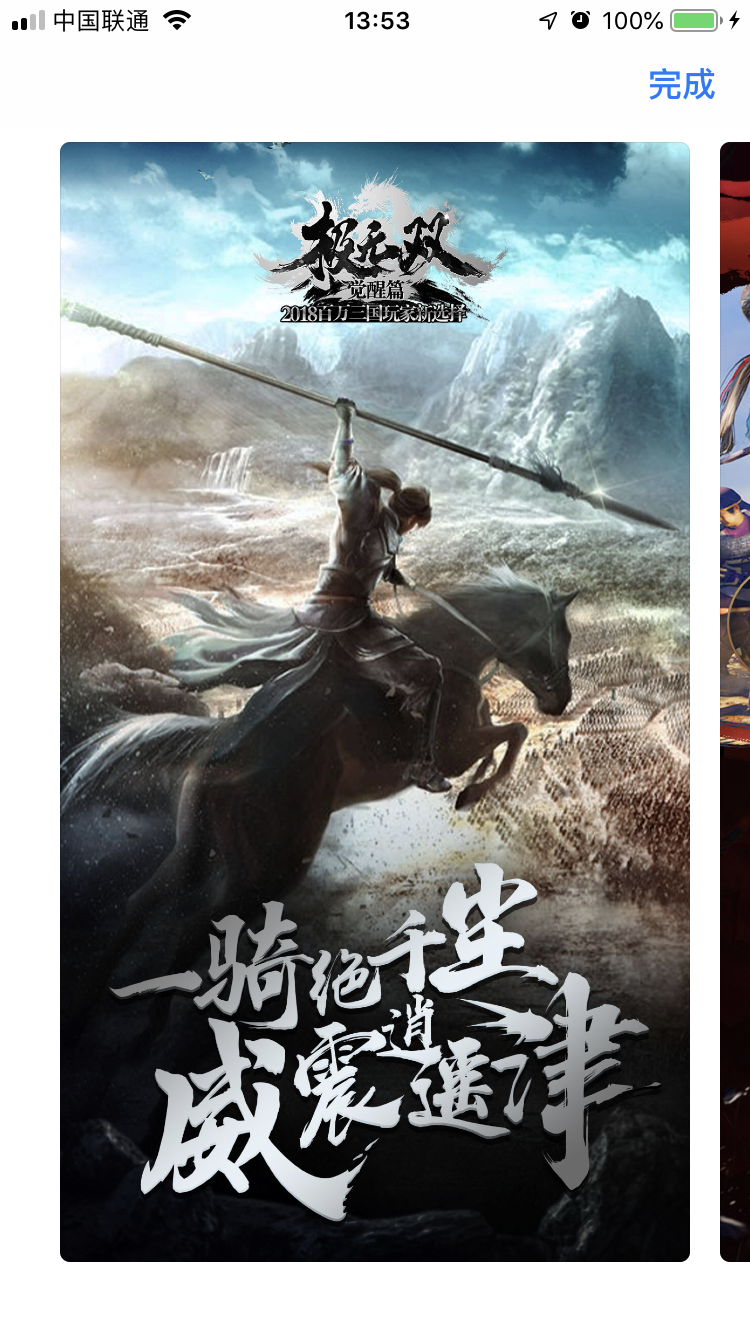 中国联通 13:53 100%
完成
极无双
觉醒篇
2018百万三国玩家新选择
一骑绝千尘
威震逍遥津